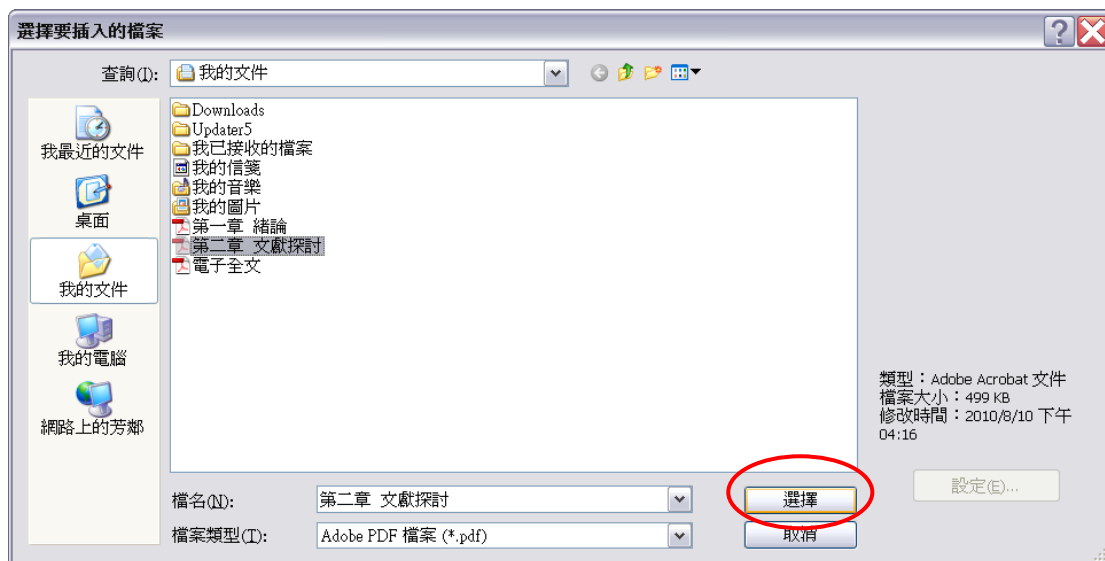 選擇要插入的檔案
查詢(I):
我的文件
我最近的文件
桌面
我的文件
我的電腦
網路上的芳鄰
Downloads
Updater5
我已接收的檔案
我的信箋
我的音樂
我的圖片
第一章 緒論
第二章 文獻探討
電子全文
類型：Adobe Acrobat 文件
檔案大小：499 KB
修改時間：2010/8/10 下午
04:16
檔名(N):
第二章 文獻探討
選擇
設定(E)...
檔案類型(T):
Adobe PDF 檔案 (*.pdf)
取消